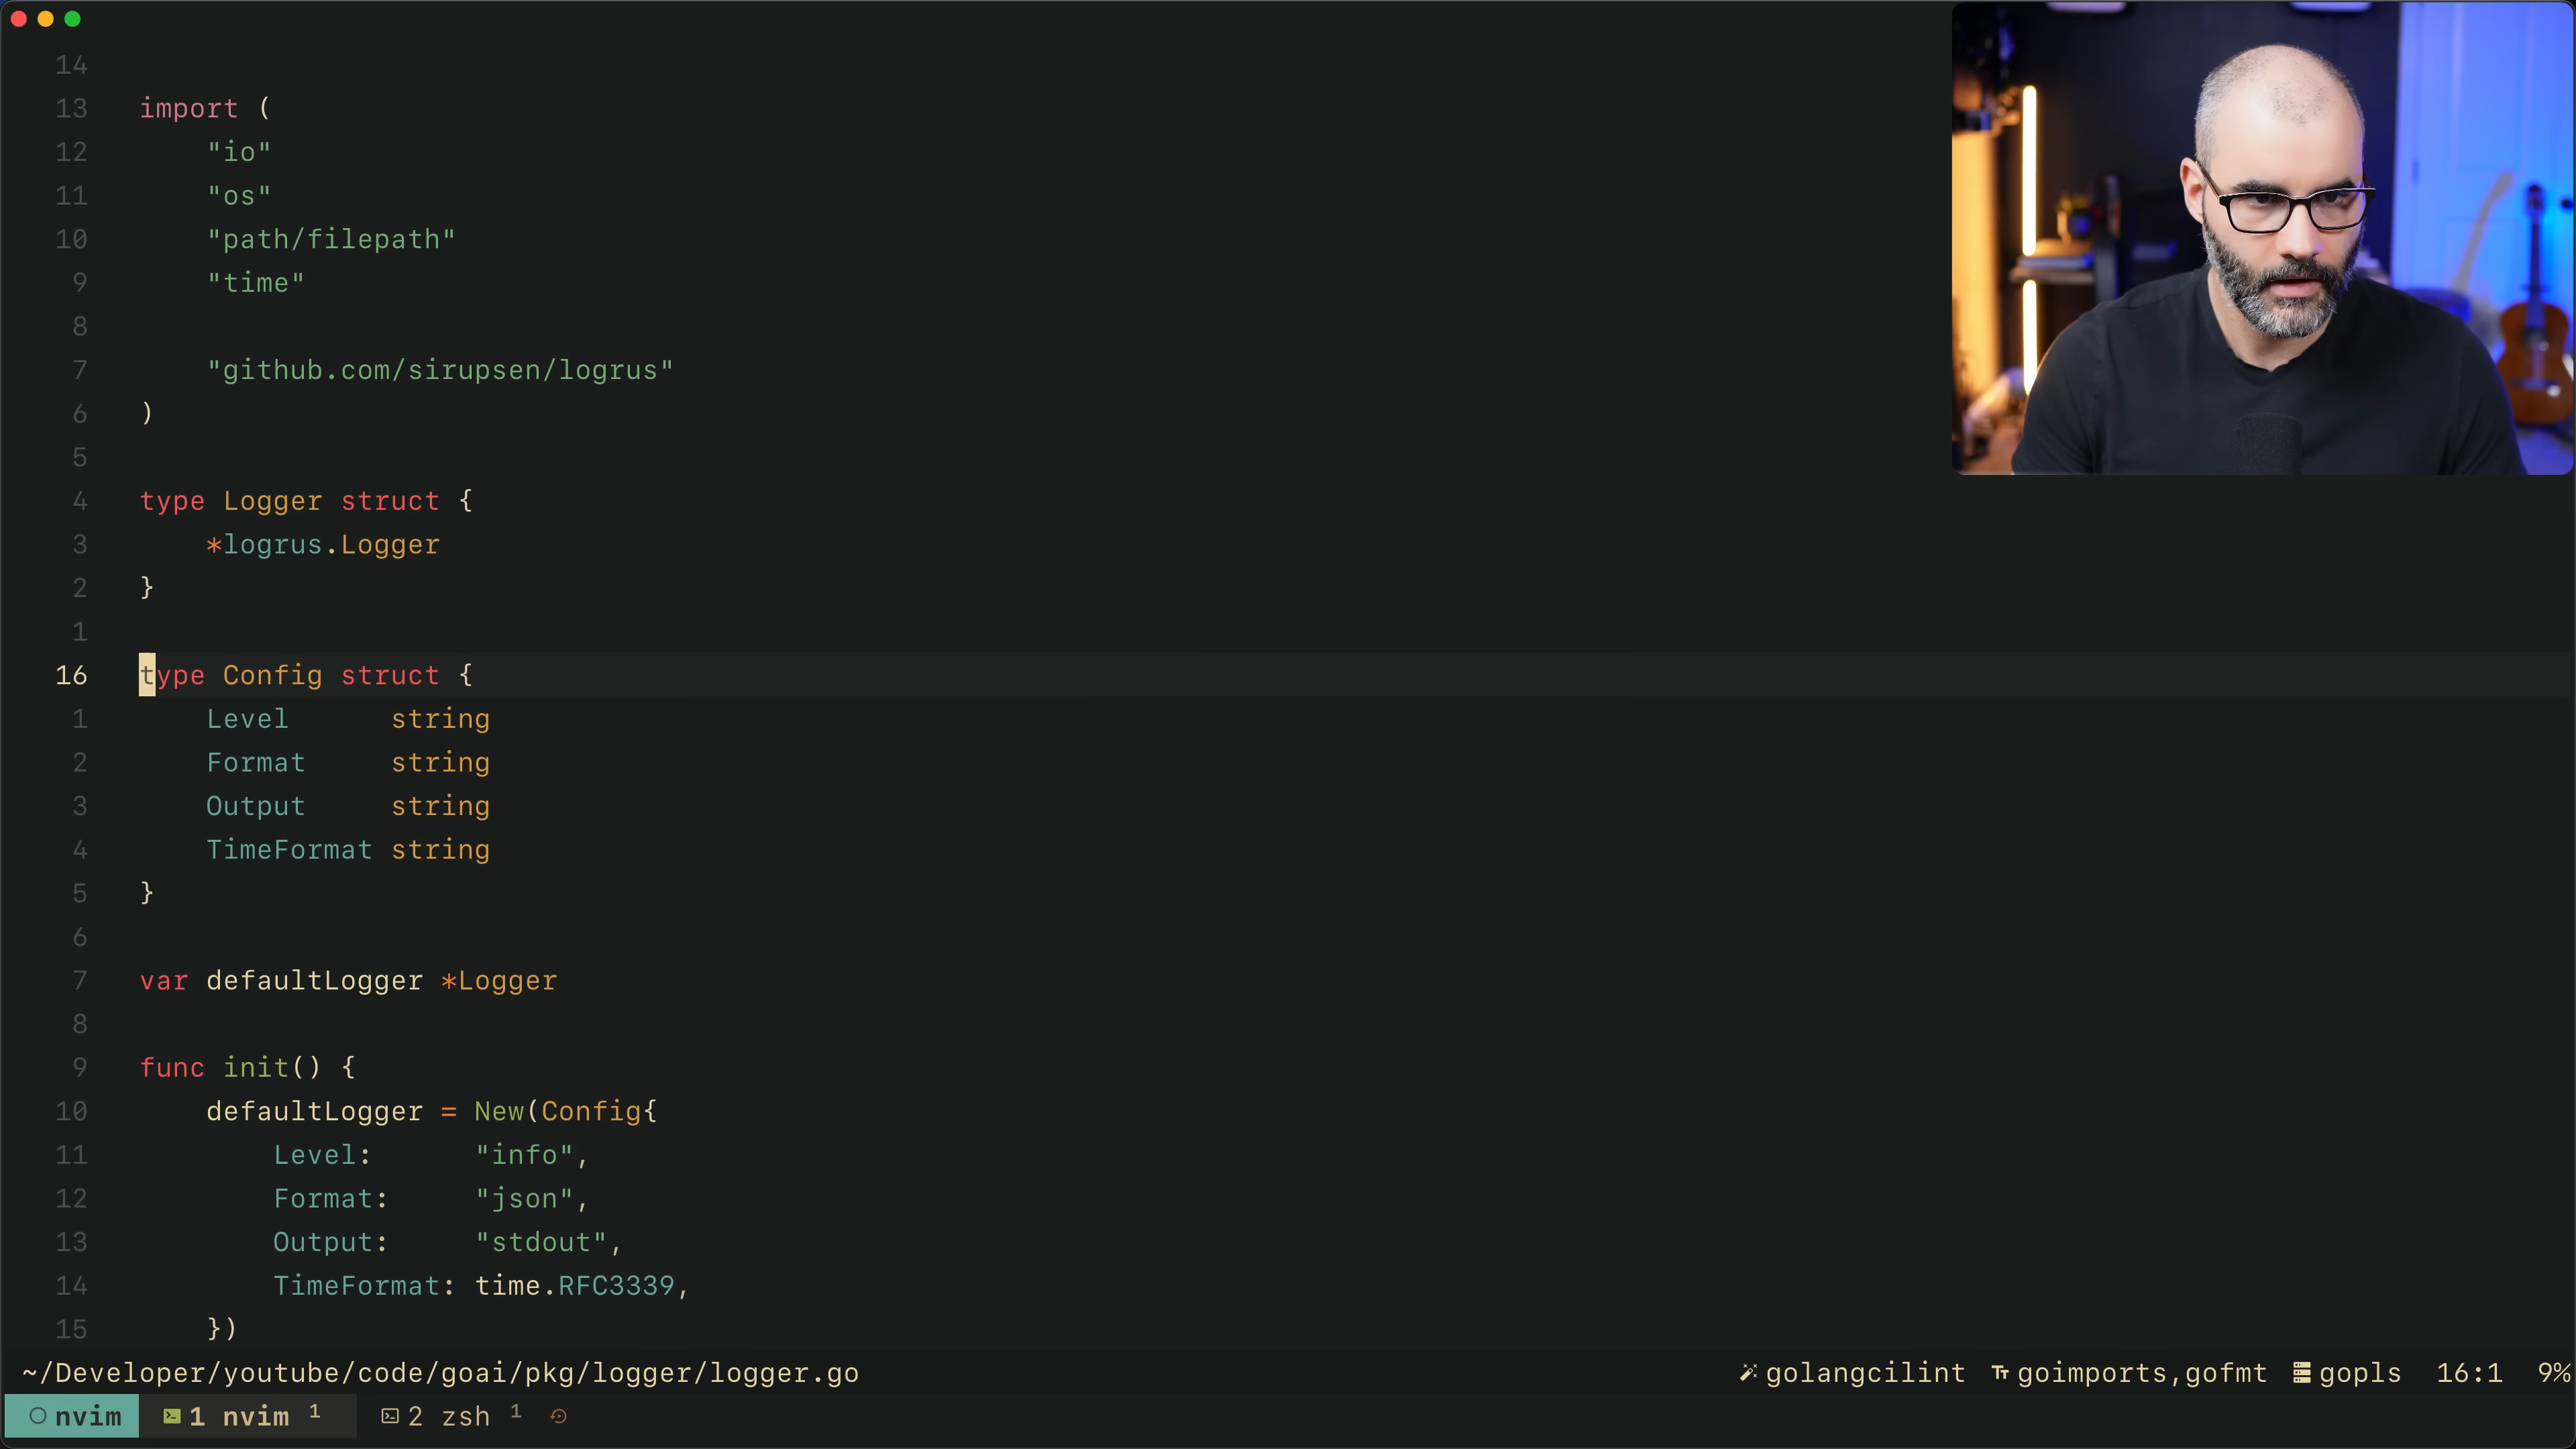 14
13 import (
12 "io"
11 "os"
10 "path/filepath"
9 "time"
8
7 "github.com/sirupsen/logrus"
6 )
5
4 type Logger struct {
3 *logrus.Logger
2 }
1
16 type Config struct {
1 Level string
2 Format string
3 Output string
4 TimeFormat string
5 }
6
7 var defaultLogger *Logger
8
9 func init() {
10 defaultLogger = New(Config{
11 Level: "info",
12 Format: "json",
13 Output: "stdout",
14 TimeFormat: time.RFC3339,
15 })
~/Developer/youtube/code/goai/pkg/logger/logger.go golangcilint goimports,gofmt gopls 16:1 9%
nvim 1 nvim 1 2 zsh 1